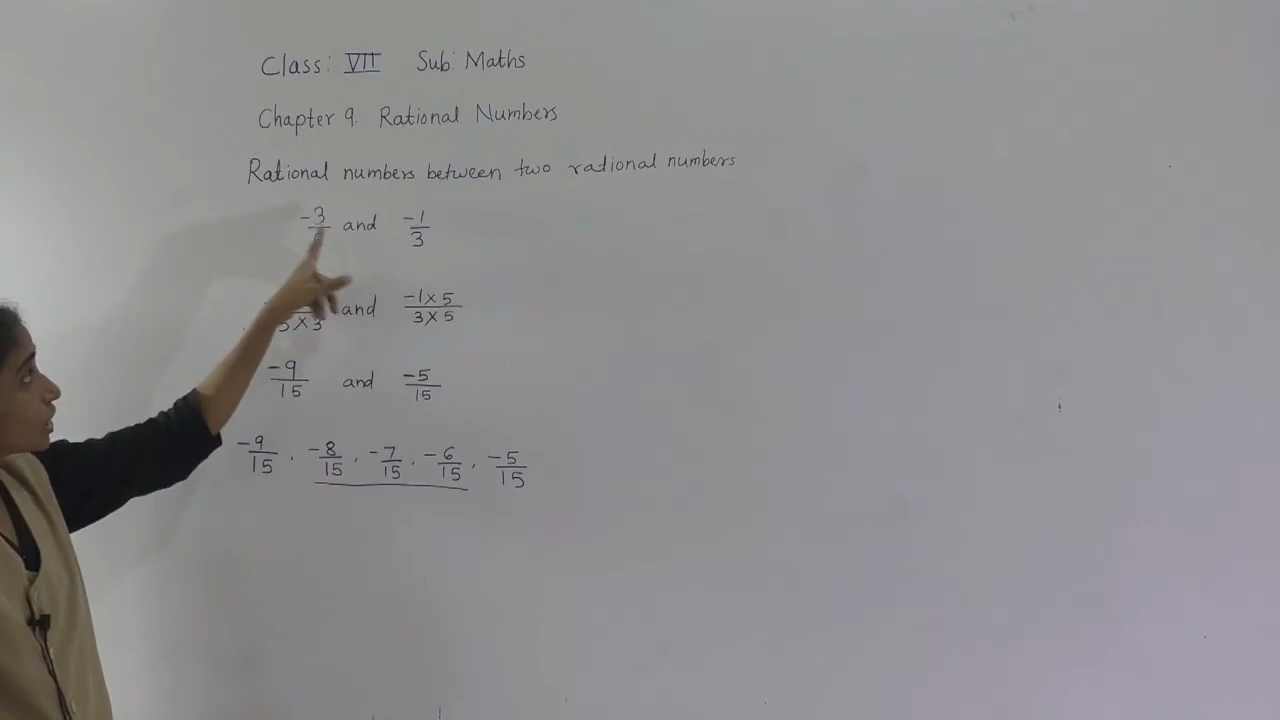 Class: VII Sub: Maths
Chapter 9. Rational Numbers
Rational numbers between two rational numbers
-3/ and -1/3
5×3 and -1×5/3×5
-9/15 and -5/15
-9/15, -8/15, -7/15, -6/15, -5/15